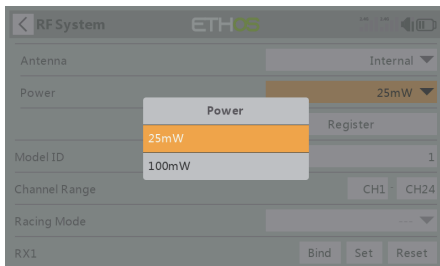 RF System ETHOS
Antenna Internal
Power 25mW
Power
25mW
100mW
Register
Model ID 1
Channel Range CH1 - CH24
Racing Mode ---
RX1 Bind Set Reset